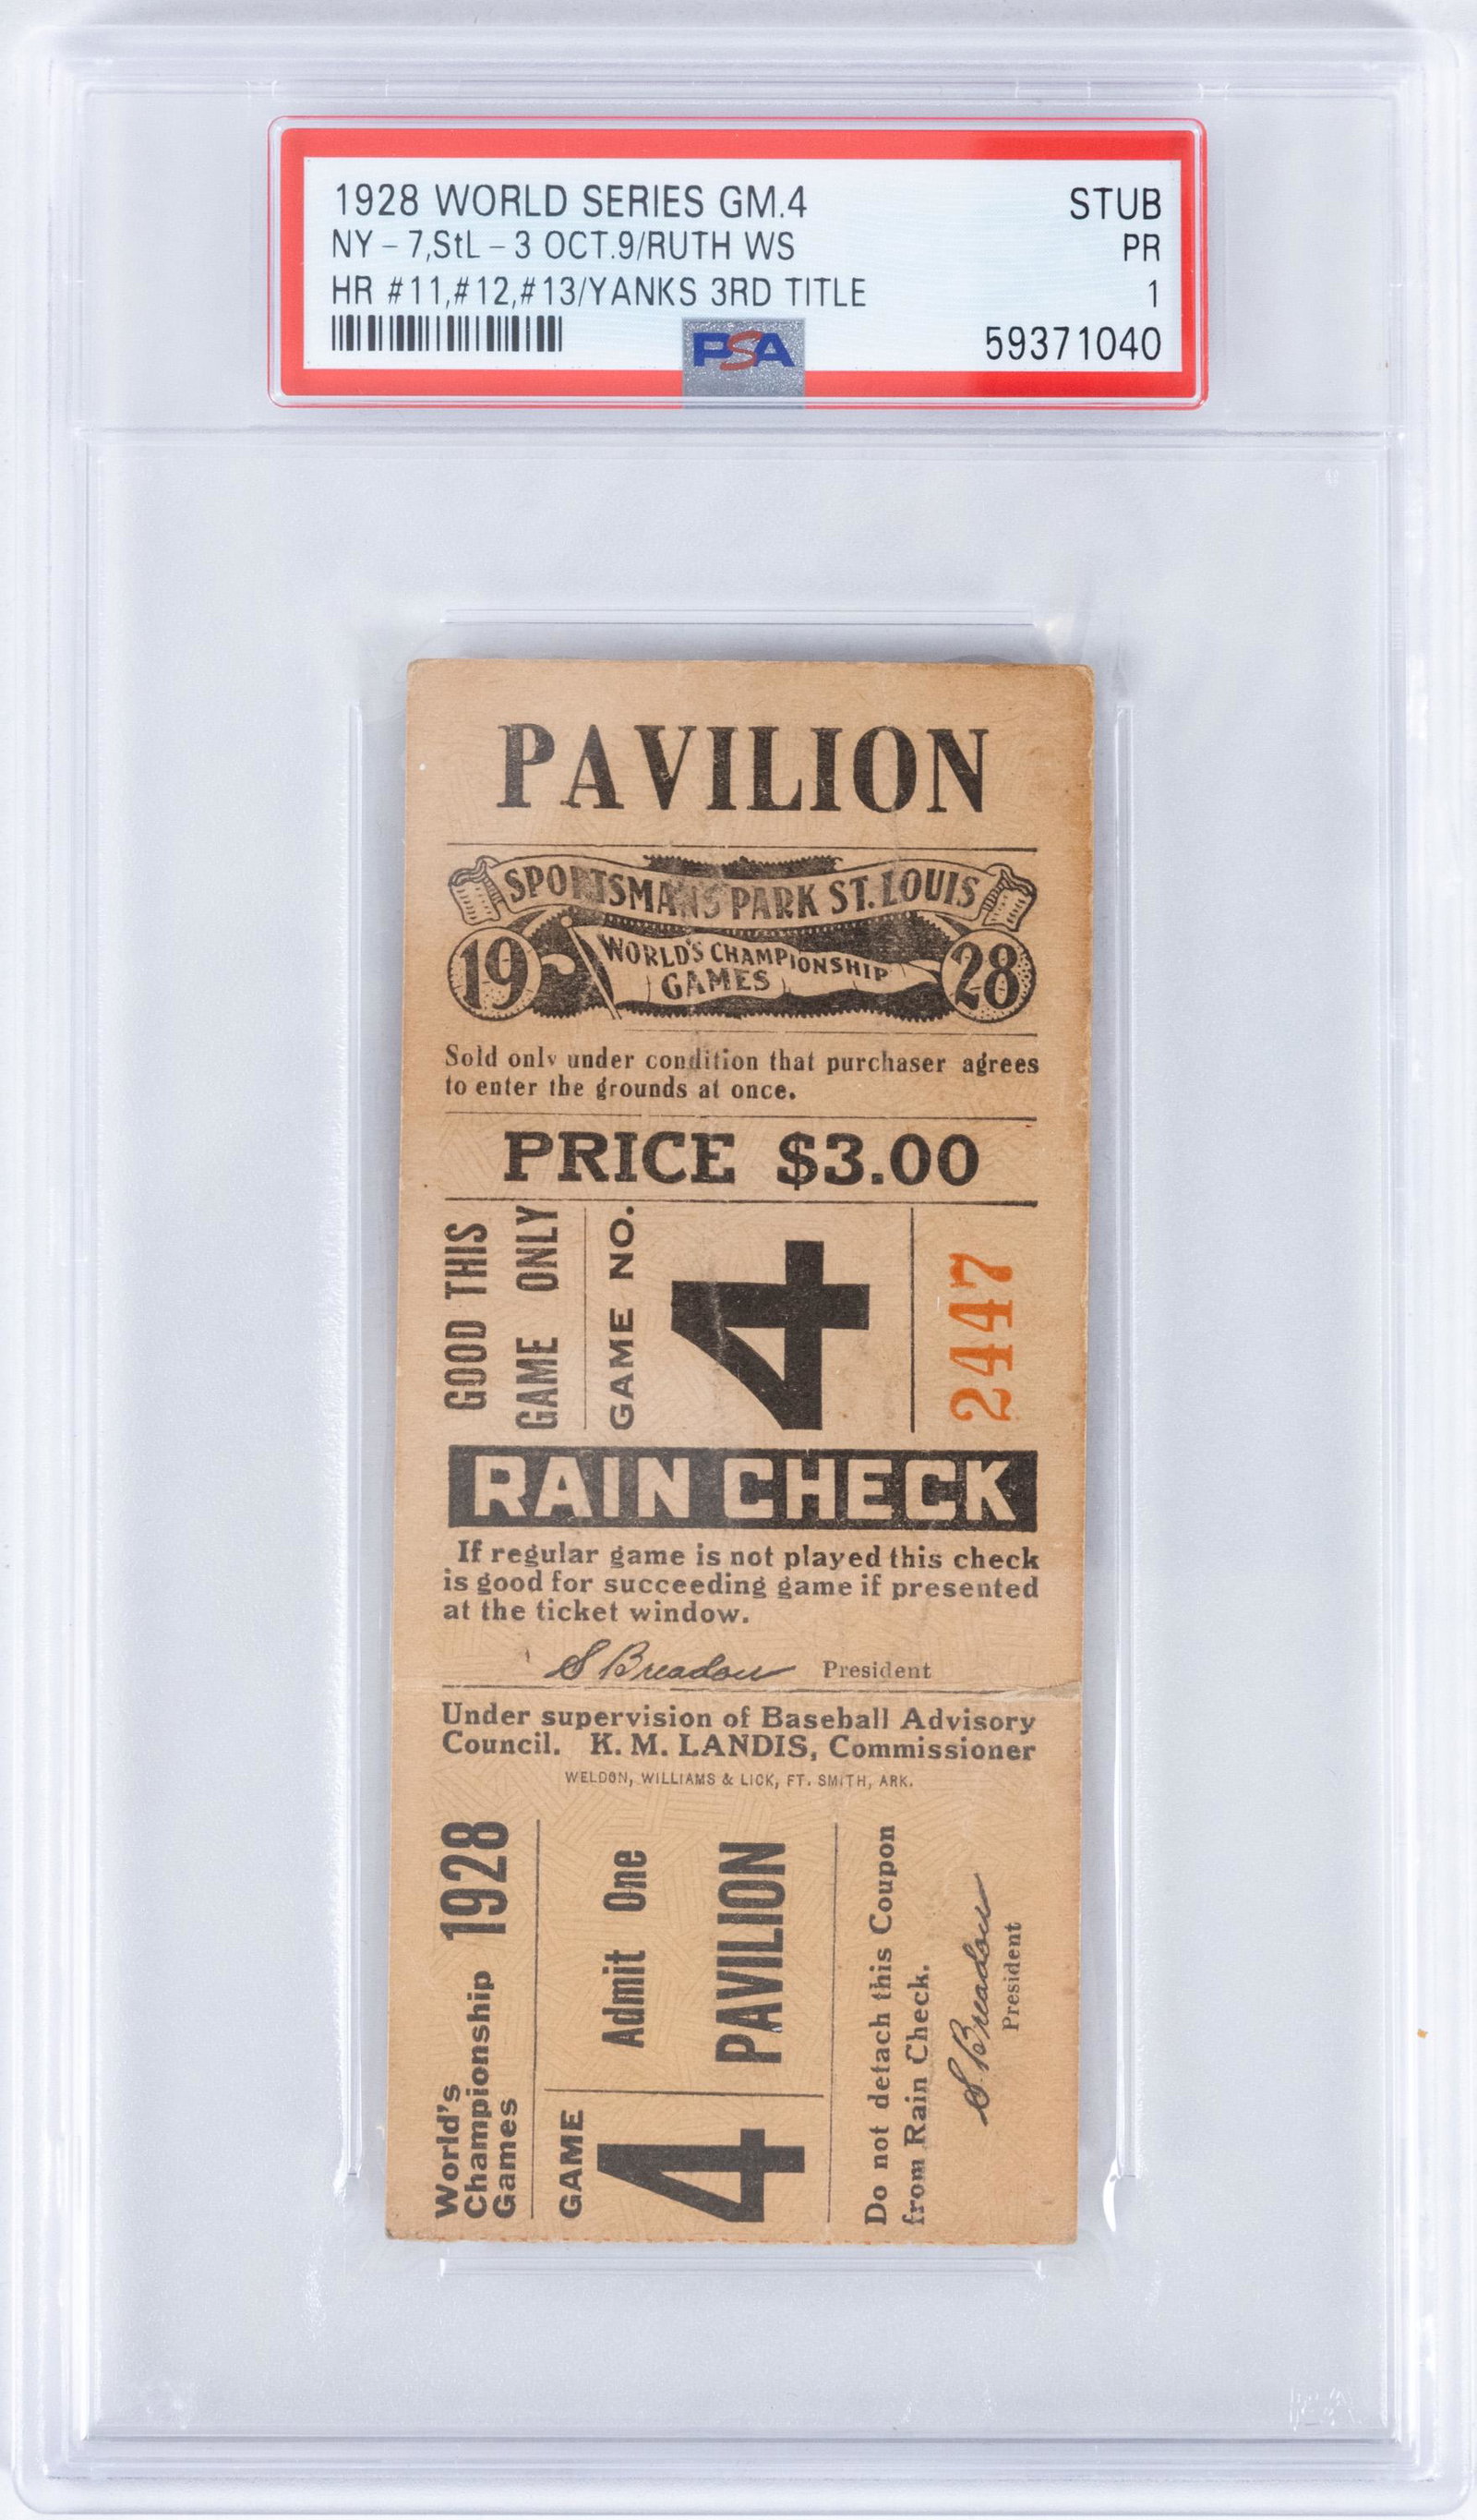 1928 WORLD SERIES GM.4 STUB
NY - 7,StL - 3 OCT.9/RUTH WS PR
HR #11,#12,#13/YANKS 3RD TITLE 1
PSA 59371040
PAVILION
SPORTSMAN'S PARK ST. LOUIS
19 WORLD'S CHAMPIONSHIP 28
GAMES
Sold only under condition that purchaser agrees
to enter the grounds at once.
PRICE $3.00
GOOD THIS
GAME ONLY
GAME NO.
4
2447
RAIN CHECK
If regular game is not played this check
is good for succeeding game if presented
at the ticket window.
S Breadon President
Under supervision of Baseball Advisory
Council. K. M. LANDIS, Commissioner
WELDON, WILLIAMS & LICK, FT. SMITH, ARK.
World's
Championship 1928
Games
GAME
4
Admit One
PAVILION
Do not detach this Coupon
from Rain Check.
S. Breadon
President